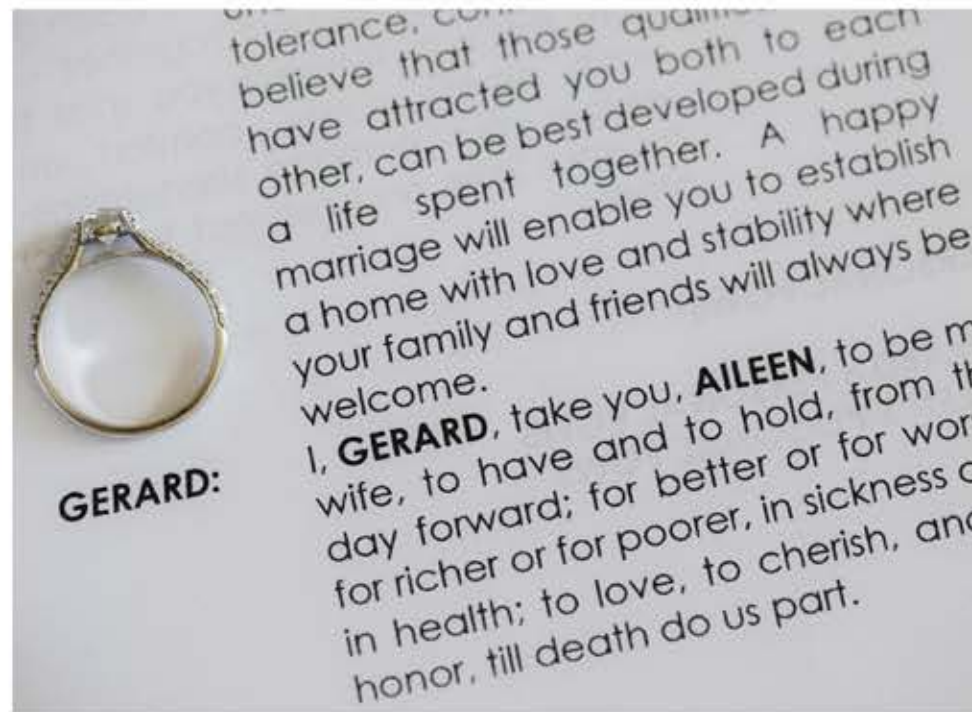 tolerance,
believe that those
have attracted you both to each
other, can be best developed during
a life spent together. A happy
marriage will enable you to establish
a home with love and stability where
your family and friends will always be
welcome.
GERARD: I, GERARD, take you, AILEEN, to be
wife, to have and to hold, from
day forward; for better or for
for richer or for poorer, in sickness
in health; to love, to cherish,
honor, till death do us part.